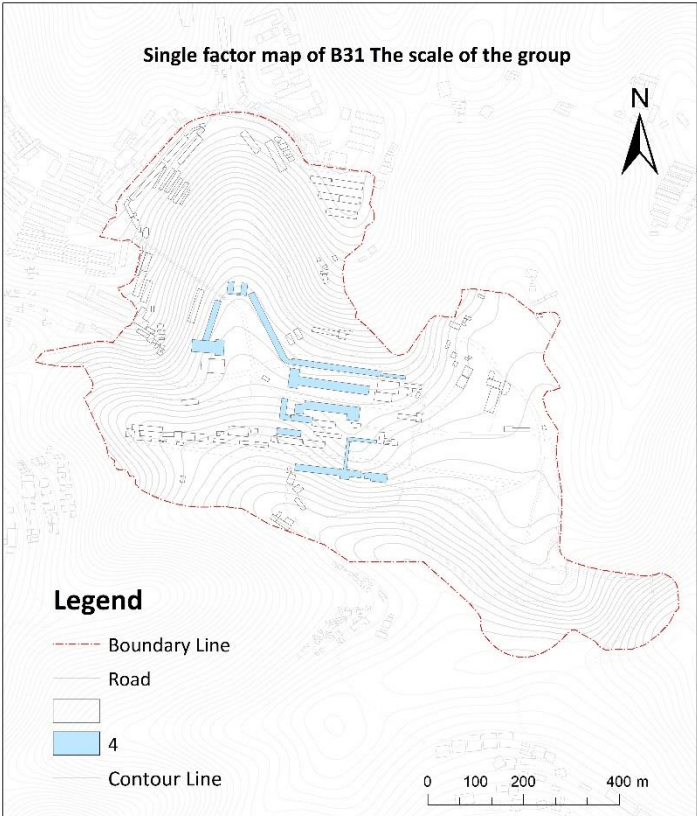 Single factor map of B31 The scale of the group
N
Legend
Boundary Line
Road
4
Contour Line
0 100 200 400 m